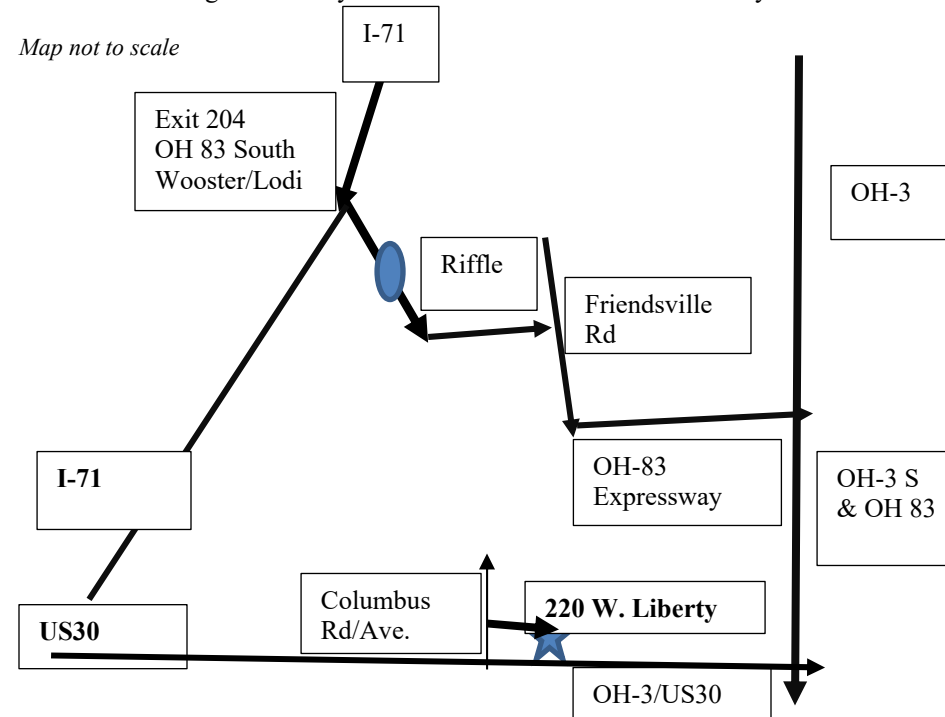 I-71
Map not to scale
Exit 204
OH 83 South
Wooster/Lodi
OH-3
Riffle
Friendsville
Rd
I-71
OH-83
Expressway
OH-3 S
& OH 83
Columbus
Rd/Ave.
220 W. Liberty
US30
OH-3/US30